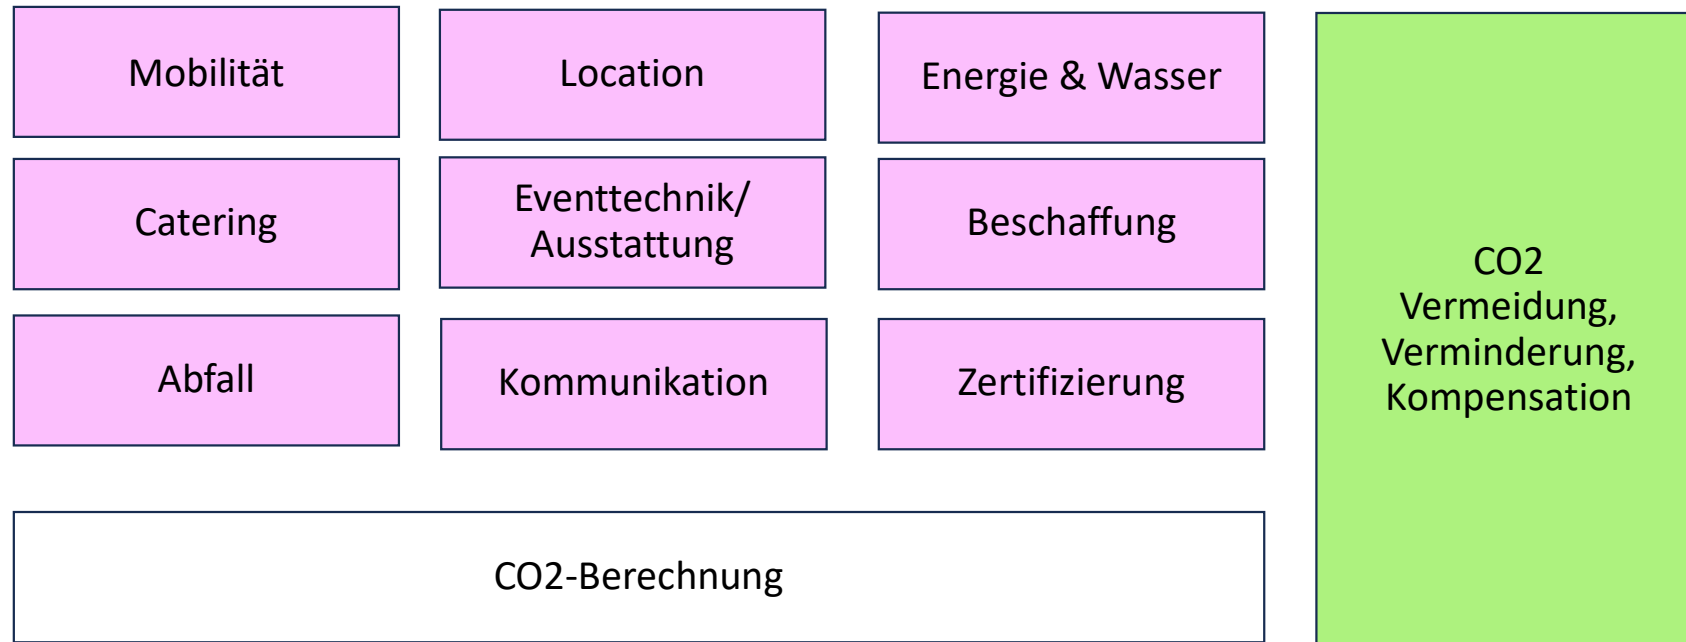 Mobilität
Location
Energie & Wasser
Catering
Eventtechnik/
Ausstattung
Beschaffung
Abfall
Kommunikation
Zertifizierung
CO2-Berechnung
CO2
Vermeidung,
Verminderung,
Kompensation